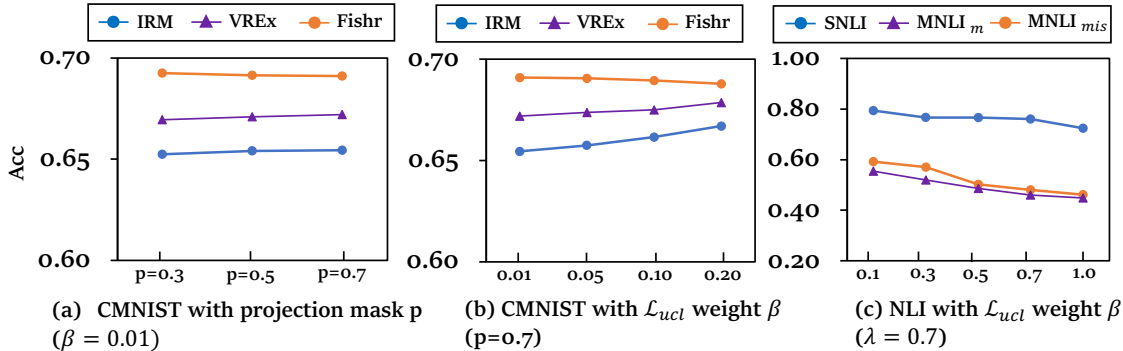 IRM VREx Fishr
IRM VREx Fishr
SNLI MNLI m MNLI mis
Acc
0.70
0.65
0.60
p=0.3 p=0.5 p=0.7
0.70
0.65
0.60
0.01 0.05 0.10 0.20
1.00
0.80
0.60
0.40
0.20
0.1 0.3 0.5 0.7 1.0
(a) CMNIST with projection mask p
(β = 0.01)
(b) CMNIST with ℒucl weight β
(p=0.7)
(c) NLI with ℒucl weight β
(λ = 0.7)